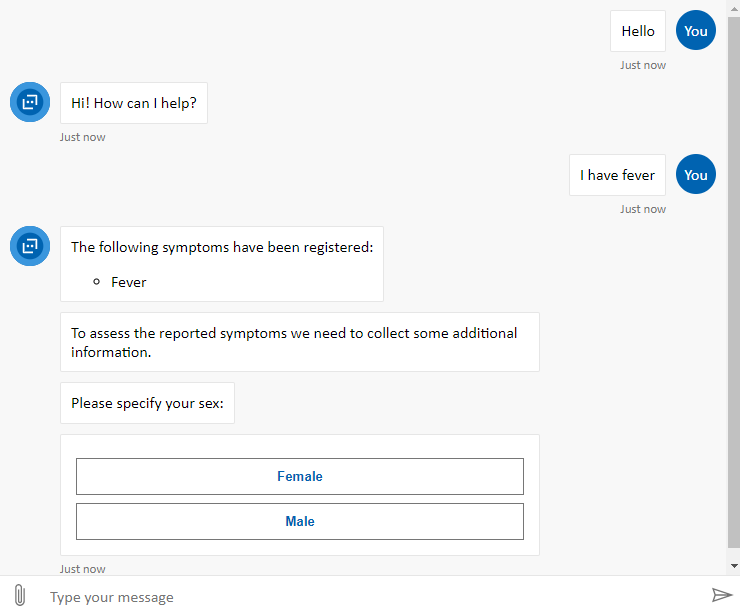 Hello
You
Just now
Hi! How can I help?
Just now
I have fever
You
Just now
The following symptoms have been registered:
Fever
To assess the reported symptoms we need to collect some additional
information.
Please specify your sex:
Female
Male
Just now
Type your message